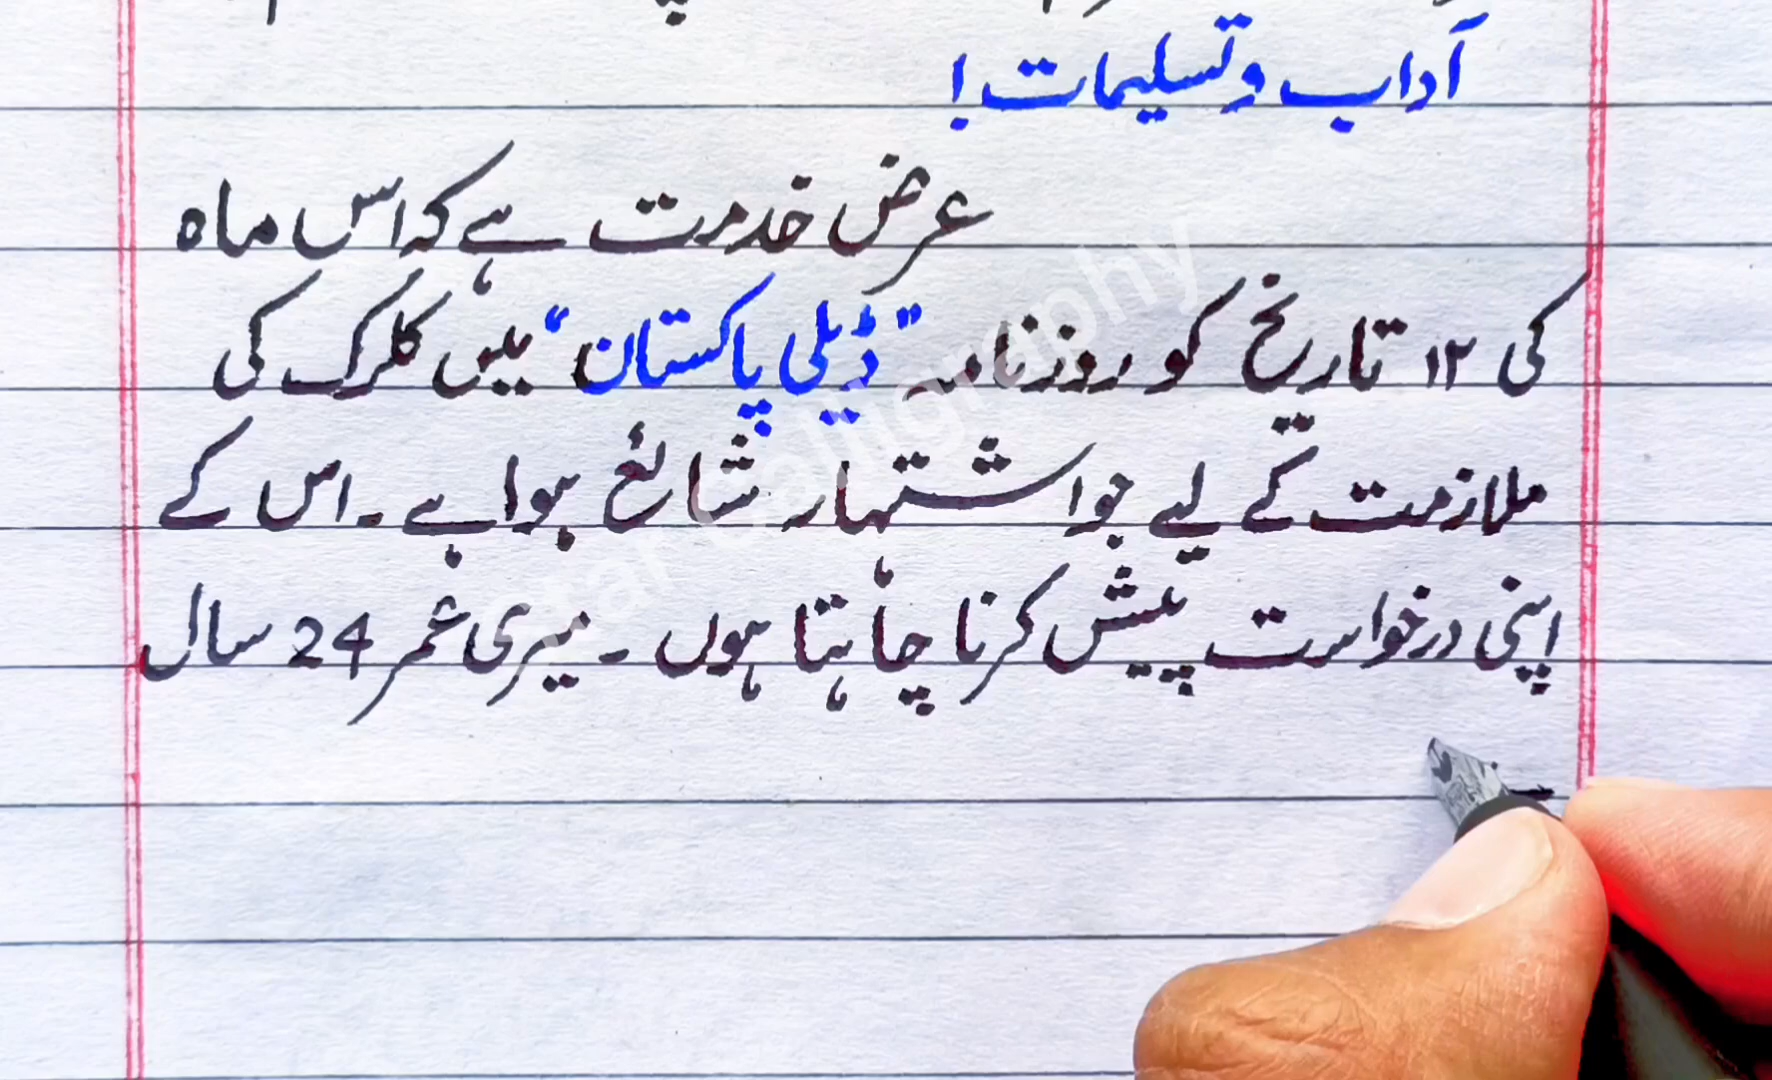 آداب و تسلیمات!
عرض خدمت ہے کہ اس ماہ
کی ۱۲ تاریخ کو روزنامہ "ڈیلی پاکستان" میں کلرک کی
ملازمت کے لیے جو اشتہار شائع ہوا ہے۔ اس کے
اپنی درخواست پیش کرنا چاہتا ہوں۔ میری عمر 24 سال
calligraphy